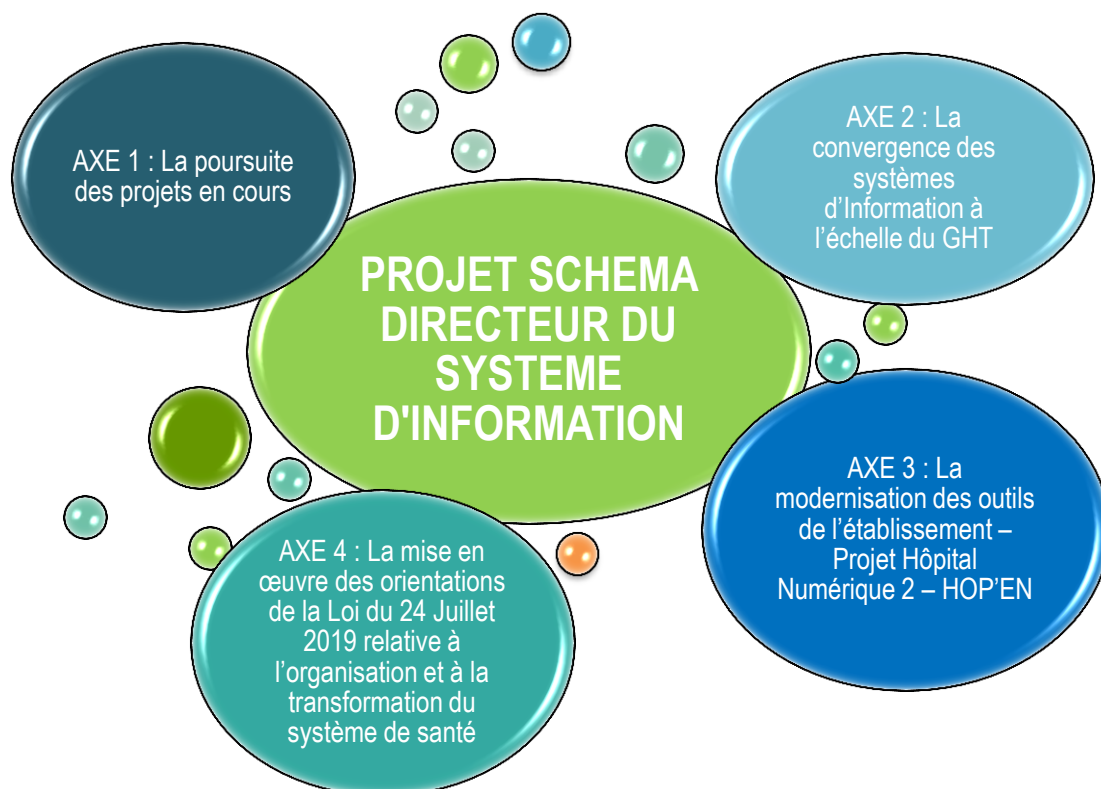 AXE 1 : La poursuite
des projets en cours
AXE 2 : La
convergence des
systèmes
d’Information à
l’échelle du GHT
PROJET SCHEMA
DIRECTEUR DU
SYSTEME
D'INFORMATION
AXE 3 : La
modernisation des outils
de l’établissement –
Projet Hôpital
Numérique 2 – HOP’EN
AXE 4 : La mise en
œuvre des orientations
de la Loi du 24 Juillet
2019 relative à
l’organisation et à la
transformation du
système de santé